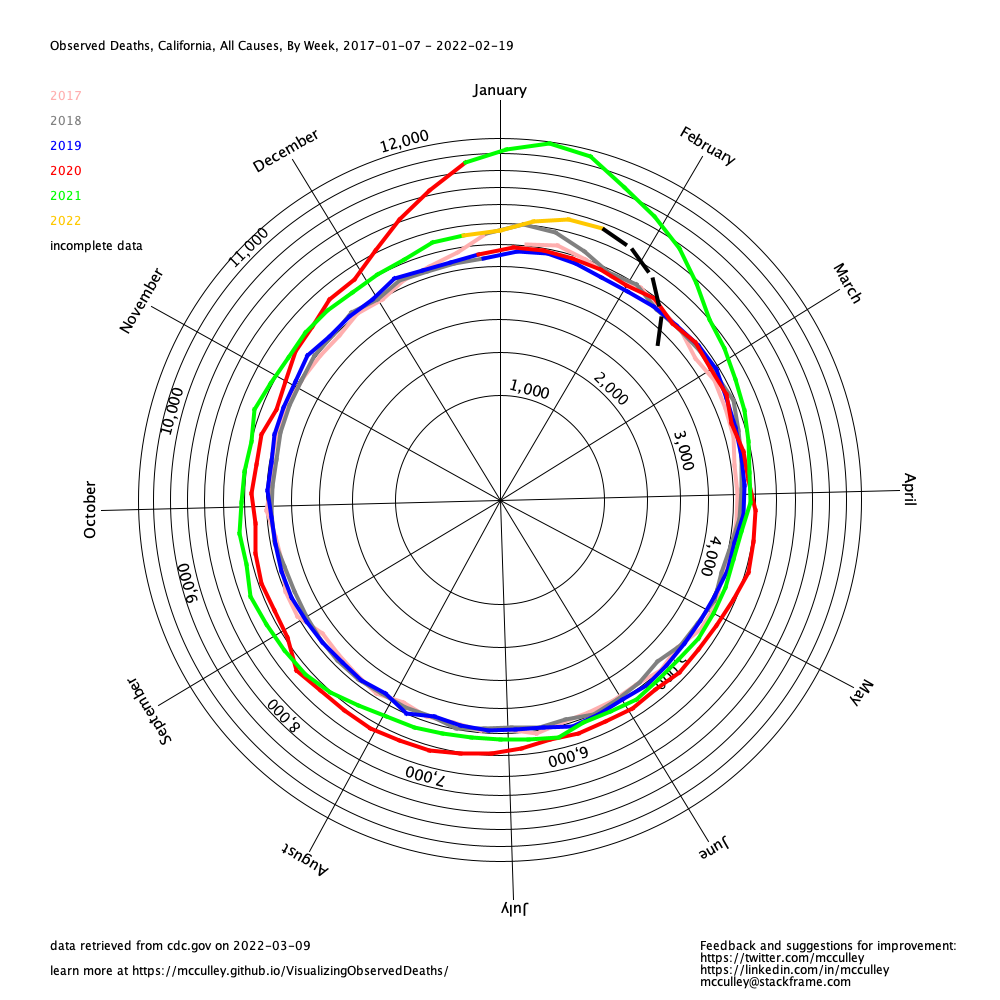 Observed Deaths, California, All Causes, By Week, 2017-01-07 - 2022-02-19
2017
2018
2019
2020
2021
2022
incomplete data
January
February
March
April
May
June
July
August
September
October
November
December
1,000
2,000
3,000
4,000
6,000
7,000
8,000
9,000
10,000
11,000
12,000
data retrieved from cdc.gov on 2022-03-09
learn more at https://mcculley.github.io/VisualizingObservedDeaths/
Feedback and suggestions for improvement:
https://twitter.com/mcculley
https://linkedin.com/in/mcculley
mcculley@stackframe.com